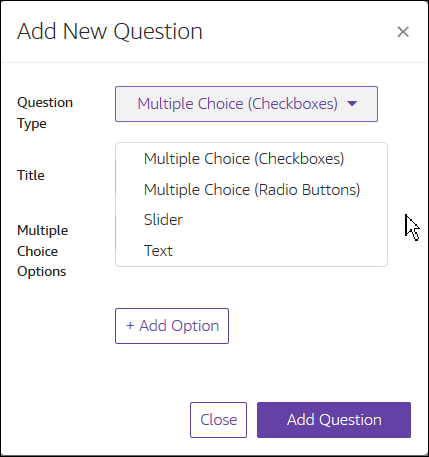 Add New Question ×
Question
Type
Multiple Choice (Checkboxes)
Multiple Choice (Checkboxes)
Multiple Choice (Radio Buttons)
Slider
Text
Title
Multiple
Choice
Options
+ Add Option
Close
Add Question